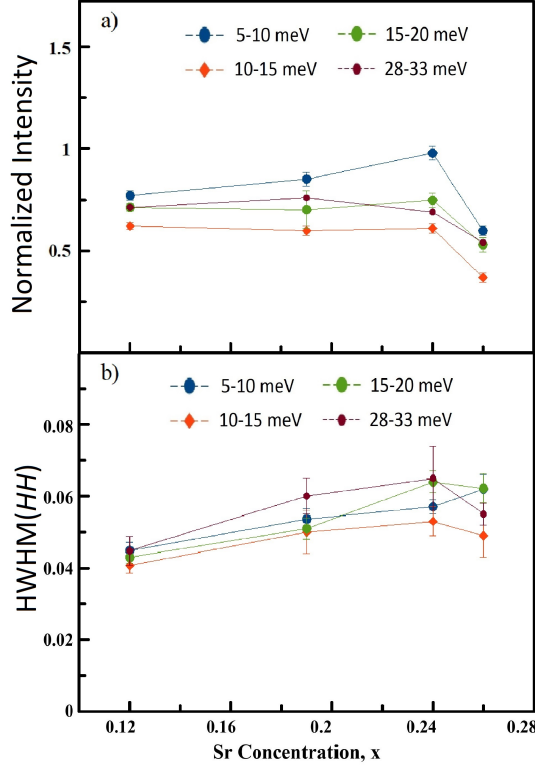 a)
5-10 meV
15-20 meV
10-15 meV
28-33 meV
1.5
1
0.5
Normalized Intensity
b)
5-10 meV
15-20 meV
10-15 meV
28-33 meV
0.08
0.06
0.04
0.02
0
HWHM(HH)
0.12 0.16 0.2 0.24 0.28
Sr Concentration, x